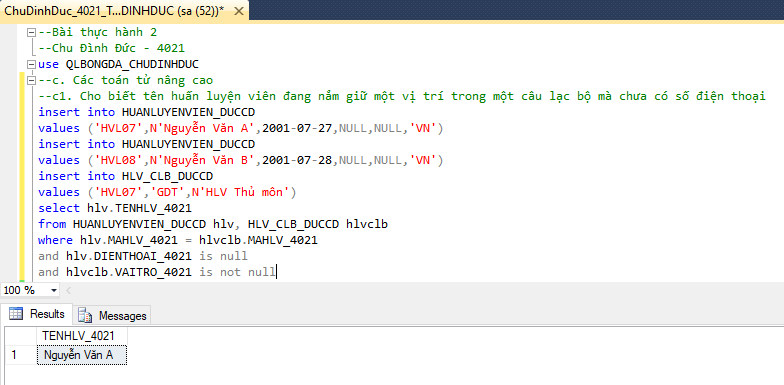 ChuDinhDuc_4021_T...DINHDUC (sa (52))* ×
--Bài thực hành 2
--Chu Đình Đức - 4021
use QLBONGDA_CHUDINHDUC
--c. Các toán tử nâng cao
--c1. Cho biết tên huấn luyện viên đang nắm giữ một vị trí trong một câu lạc bộ mà chưa có số điện thoại
insert into HUANLUYENVIEN_DUCCD
values ('HVL07',N'Nguyễn Văn A',2001-07-27,NULL,NULL,'VN')
insert into HUANLUYENVIEN_DUCCD
values ('HVL08',N'Nguyễn Văn B',2001-07-28,NULL,NULL,'VN')
insert into HLV_CLB_DUCCD
values ('HVL07','GDT',N'HLV Thủ môn')
select hlv.TENHLV_4021
from HUANLUYENVIEN_DUCCD hlv, HLV_CLB_DUCCD hlvclb
where hlv.MAHLV_4021 = hlvclb.MAHLV_4021
and hlv.DIENTHOAI_4021 is null
and hlvclb.VAITRO_4021 is not null
100 %
Results Messages
TENHLV_4021
1 Nguyễn Văn A